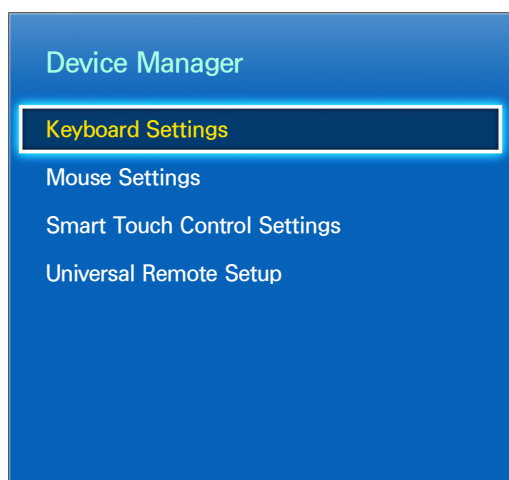 Device Manager
Keyboard Settings
Mouse Settings
Smart Touch Control Settings
Universal Remote Setup